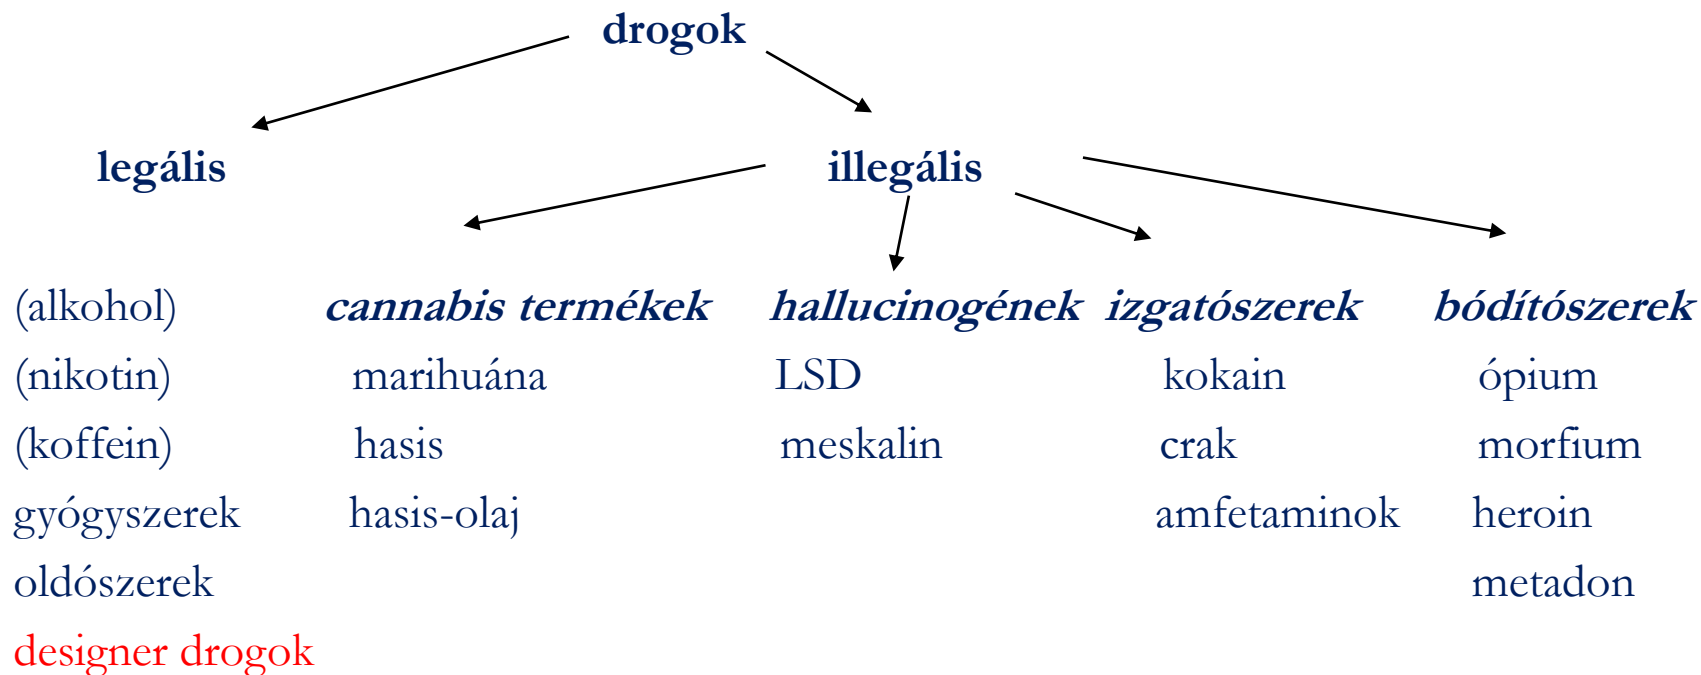 drogok
legális illegális
(alkohol) cannabis termékek hallucinogének izgatószerek bódítószerek
(nikotin) marihuána LSD kokain ópium
(koffein) hasis meskalin crak morfium
gyógyszerek hasis-olaj amfetaminok heroin
oldószerek metadon
designer drogok